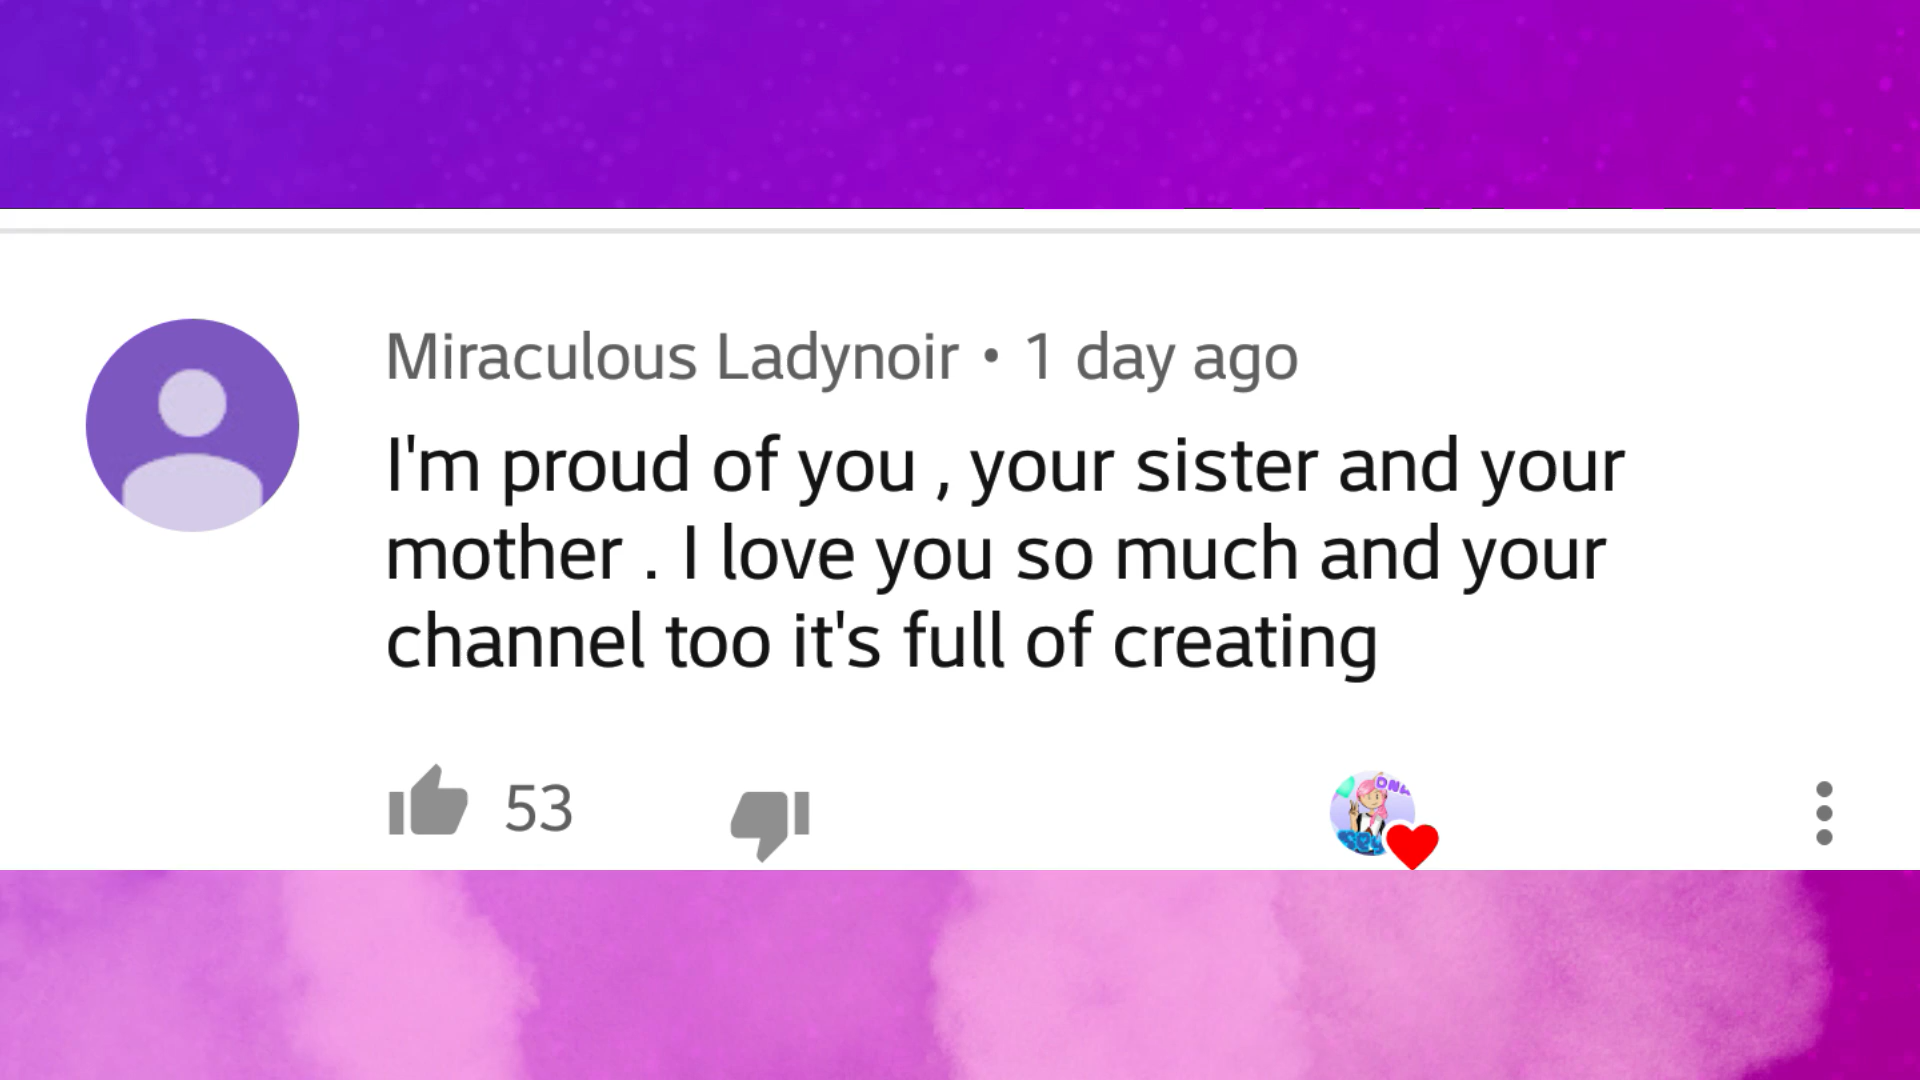 Miraculous Ladynoir • 1 day ago
I'm proud of you , your sister and your
mother . I love you so much and your
channel too it's full of creating
53